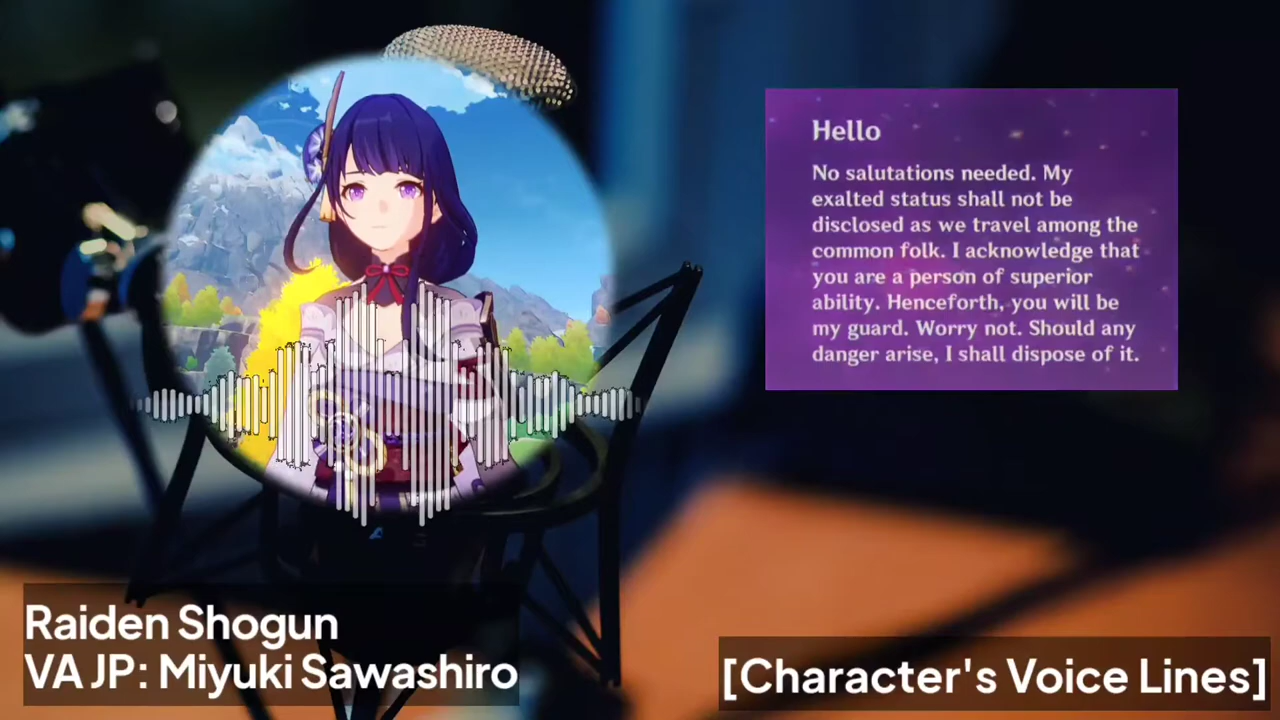 Hello
No salutations needed. My
exalted status shall not be
disclosed as we travel among the
common folk. I acknowledge that
you are a person of superior
ability. Henceforth, you will be
my guard. Worry not. Should any
danger arise, I shall dispose of it.
Raiden Shogun
VA JP: Miyuki Sawashiro
[Character's Voice Lines]